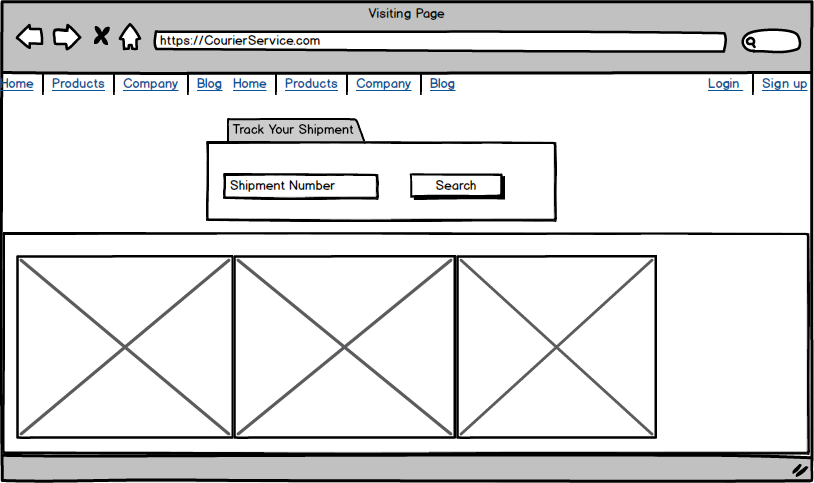 Visiting Page
https://CourierService.com
Home Products Company Blog Home Products Company Blog Login Sign up
Track Your Shipment
Shipment Number Search